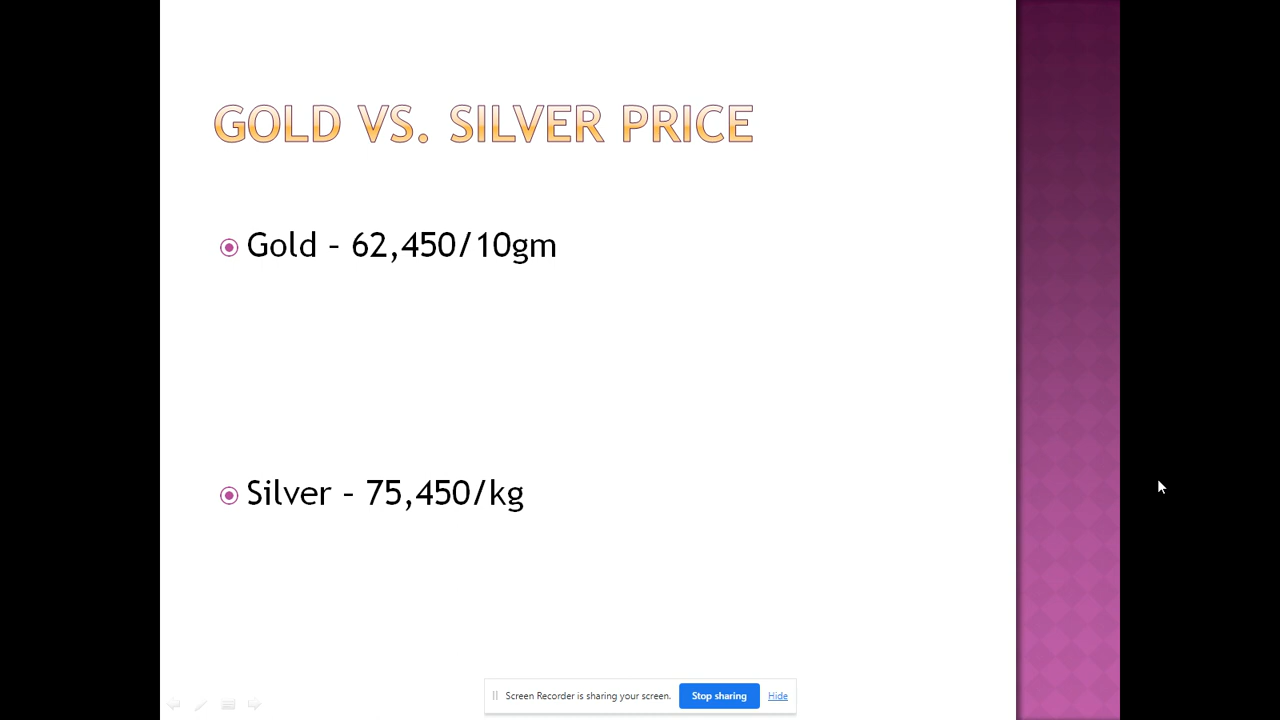 GOLD VS. SILVER PRICE
Gold - 62,450/10gm
Silver - 75,450/kg
Screen Recorder is sharing your screen. Stop sharing Hide